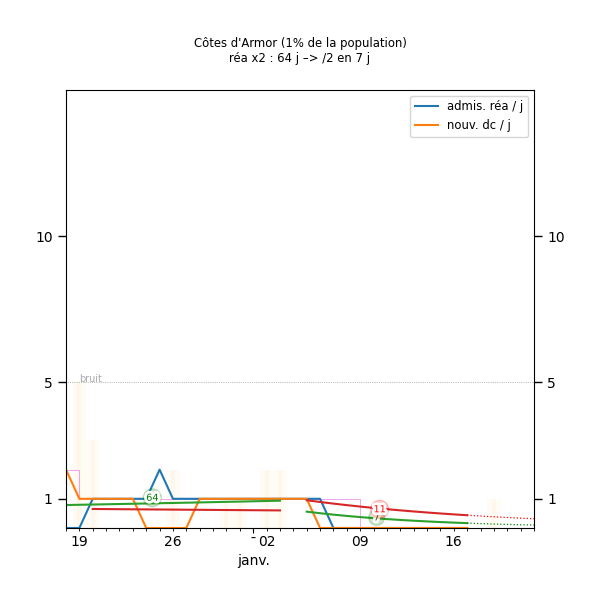 Côtes d'Armor (1% de la population)
réa x2 : 64 j –> /2 en 7 j
admis. réa / j
nouv. dc / j
10 10
bruit
5 5
64
11
1 1
19 26 - 02 09 16
janv.